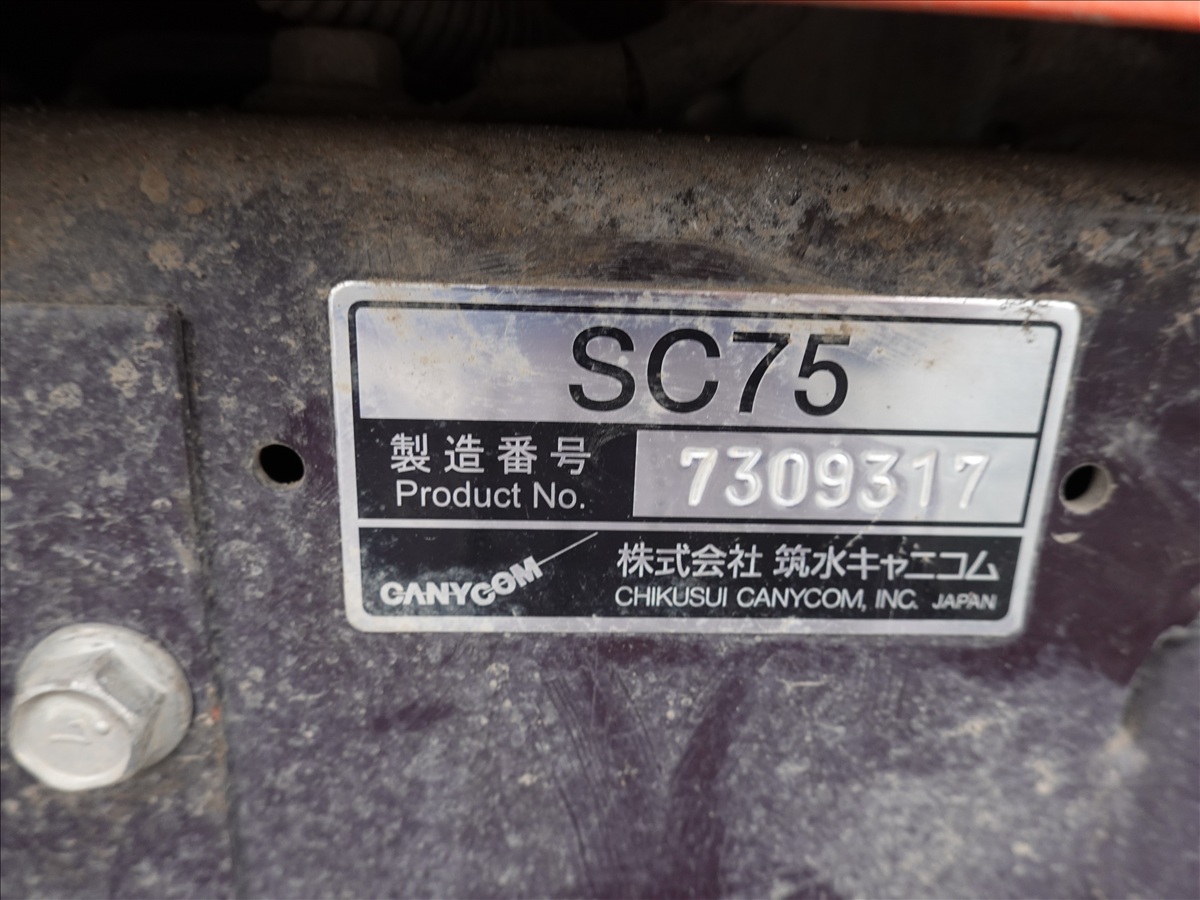 SC75
製造番号 7309317
Product No.
CANYCOM 株式会社 筑水キャニコム
CHIKUSUI CANYCOM, INC. JAPAN